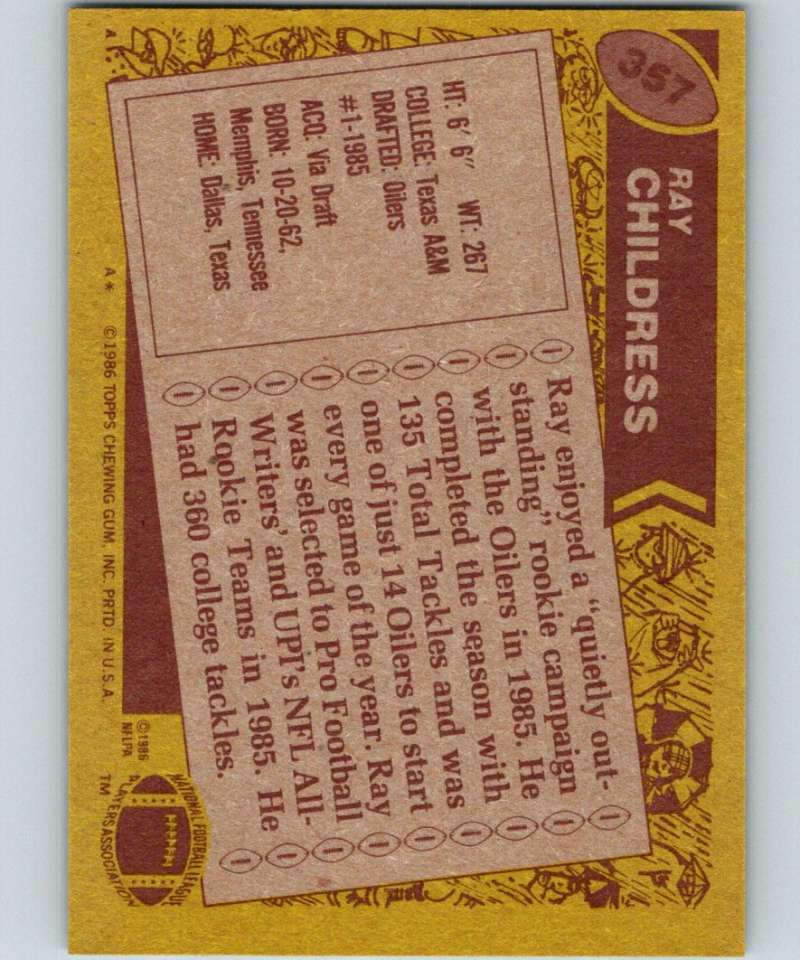 357
RAY
CHILDRESS
HT: 6' 6" WT: 267
COLLEGE: Texas A&M
DRAFTED: Oilers
#1-1985
ACQ: Via Draft
BORN: 10-20-62,
Memphis, Tennessee
HOME: Dallas, Texas
Ray enjoyed a "quietly out-
standing" rookie campaign
with the Oilers in 1985. He
completed the season with
135 Total Tackles and was
one of just 14 Oilers to start
every game of the year. Ray
was selected to Pro Football
Writers' and UPI's NFL All-
Rookie Teams in 1985. He
had 360 college tackles.
A
A* ©1986 TOPPS CHEWING GUM, INC. PRTD. IN U.S.A.
©1986
NFLPA
NATIONAL FOOTBALL LEAGUE
PLAYERS ASSOCIATION
TM